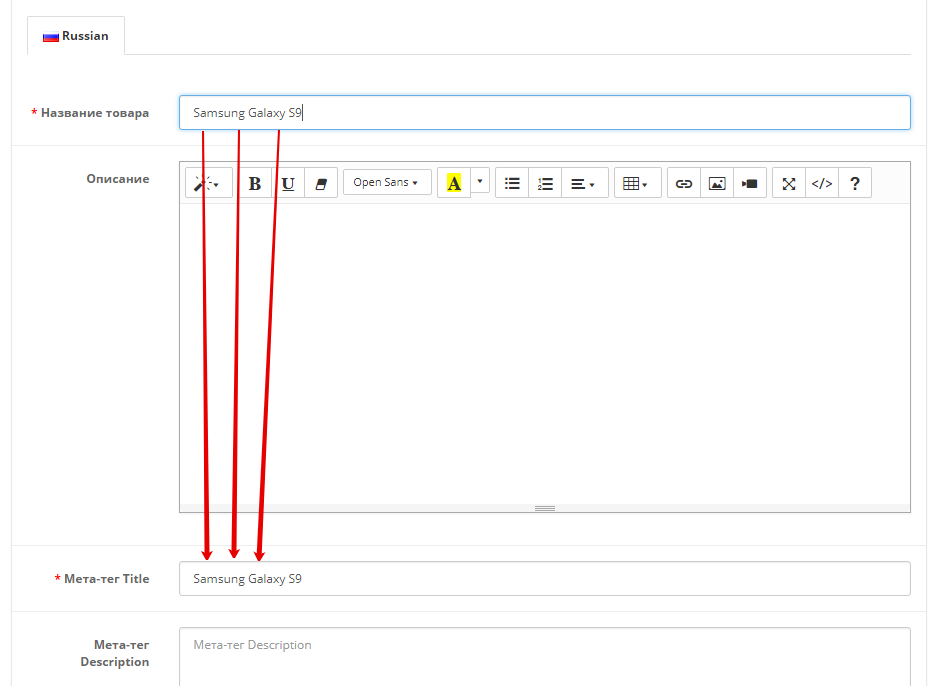 Russian
* Название товара
Samsung Galaxy S9
Описание
B U Open Sans A </> ?
* Мета-тег Title
Samsung Galaxy S9
Мета-тег
Description
Мета-тег Description